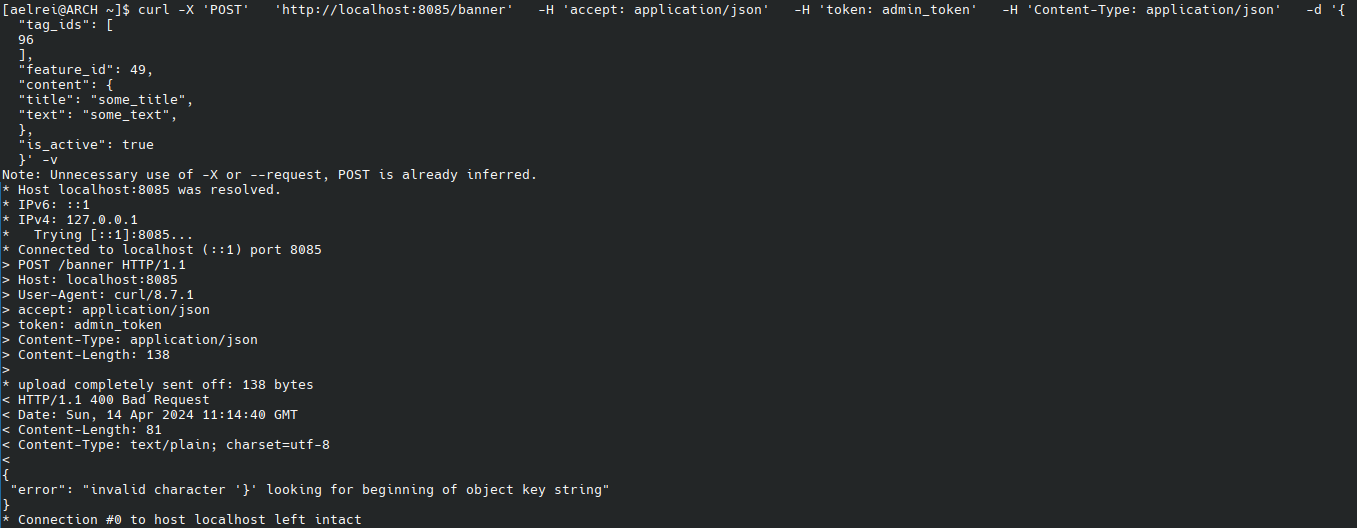 [aelrei@ARCH ~]$ curl -X 'POST'   'http://localhost:8085/banner'   -H 'accept: application/json'   -H 'token: admin_token'   -H 'Content-Type: application/json'   -d '{
  "tag_ids": [
  96
  ],
  "feature_id": 49,
  "content": {
  "title": "some_title",
  "text": "some_text",
  },
  "is_active": true
  }' -v
Note: Unnecessary use of -X or --request, POST is already inferred.
* Host localhost:8085 was resolved.
* IPv6: ::1
* IPv4: 127.0.0.1
*   Trying [::1]:8085...
* Connected to localhost (::1) port 8085
> POST /banner HTTP/1.1
> Host: localhost:8085
> User-Agent: curl/8.7.1
> accept: application/json
> token: admin_token
> Content-Type: application/json
> Content-Length: 138
>
* upload completely sent off: 138 bytes
< HTTP/1.1 400 Bad Request
< Date: Sun, 14 Apr 2024 11:14:40 GMT
< Content-Length: 81
< Content-Type: text/plain; charset=utf-8
<
{
 "error": "invalid character '}' looking for beginning of object key string"
}
* Connection #0 to host localhost left intact